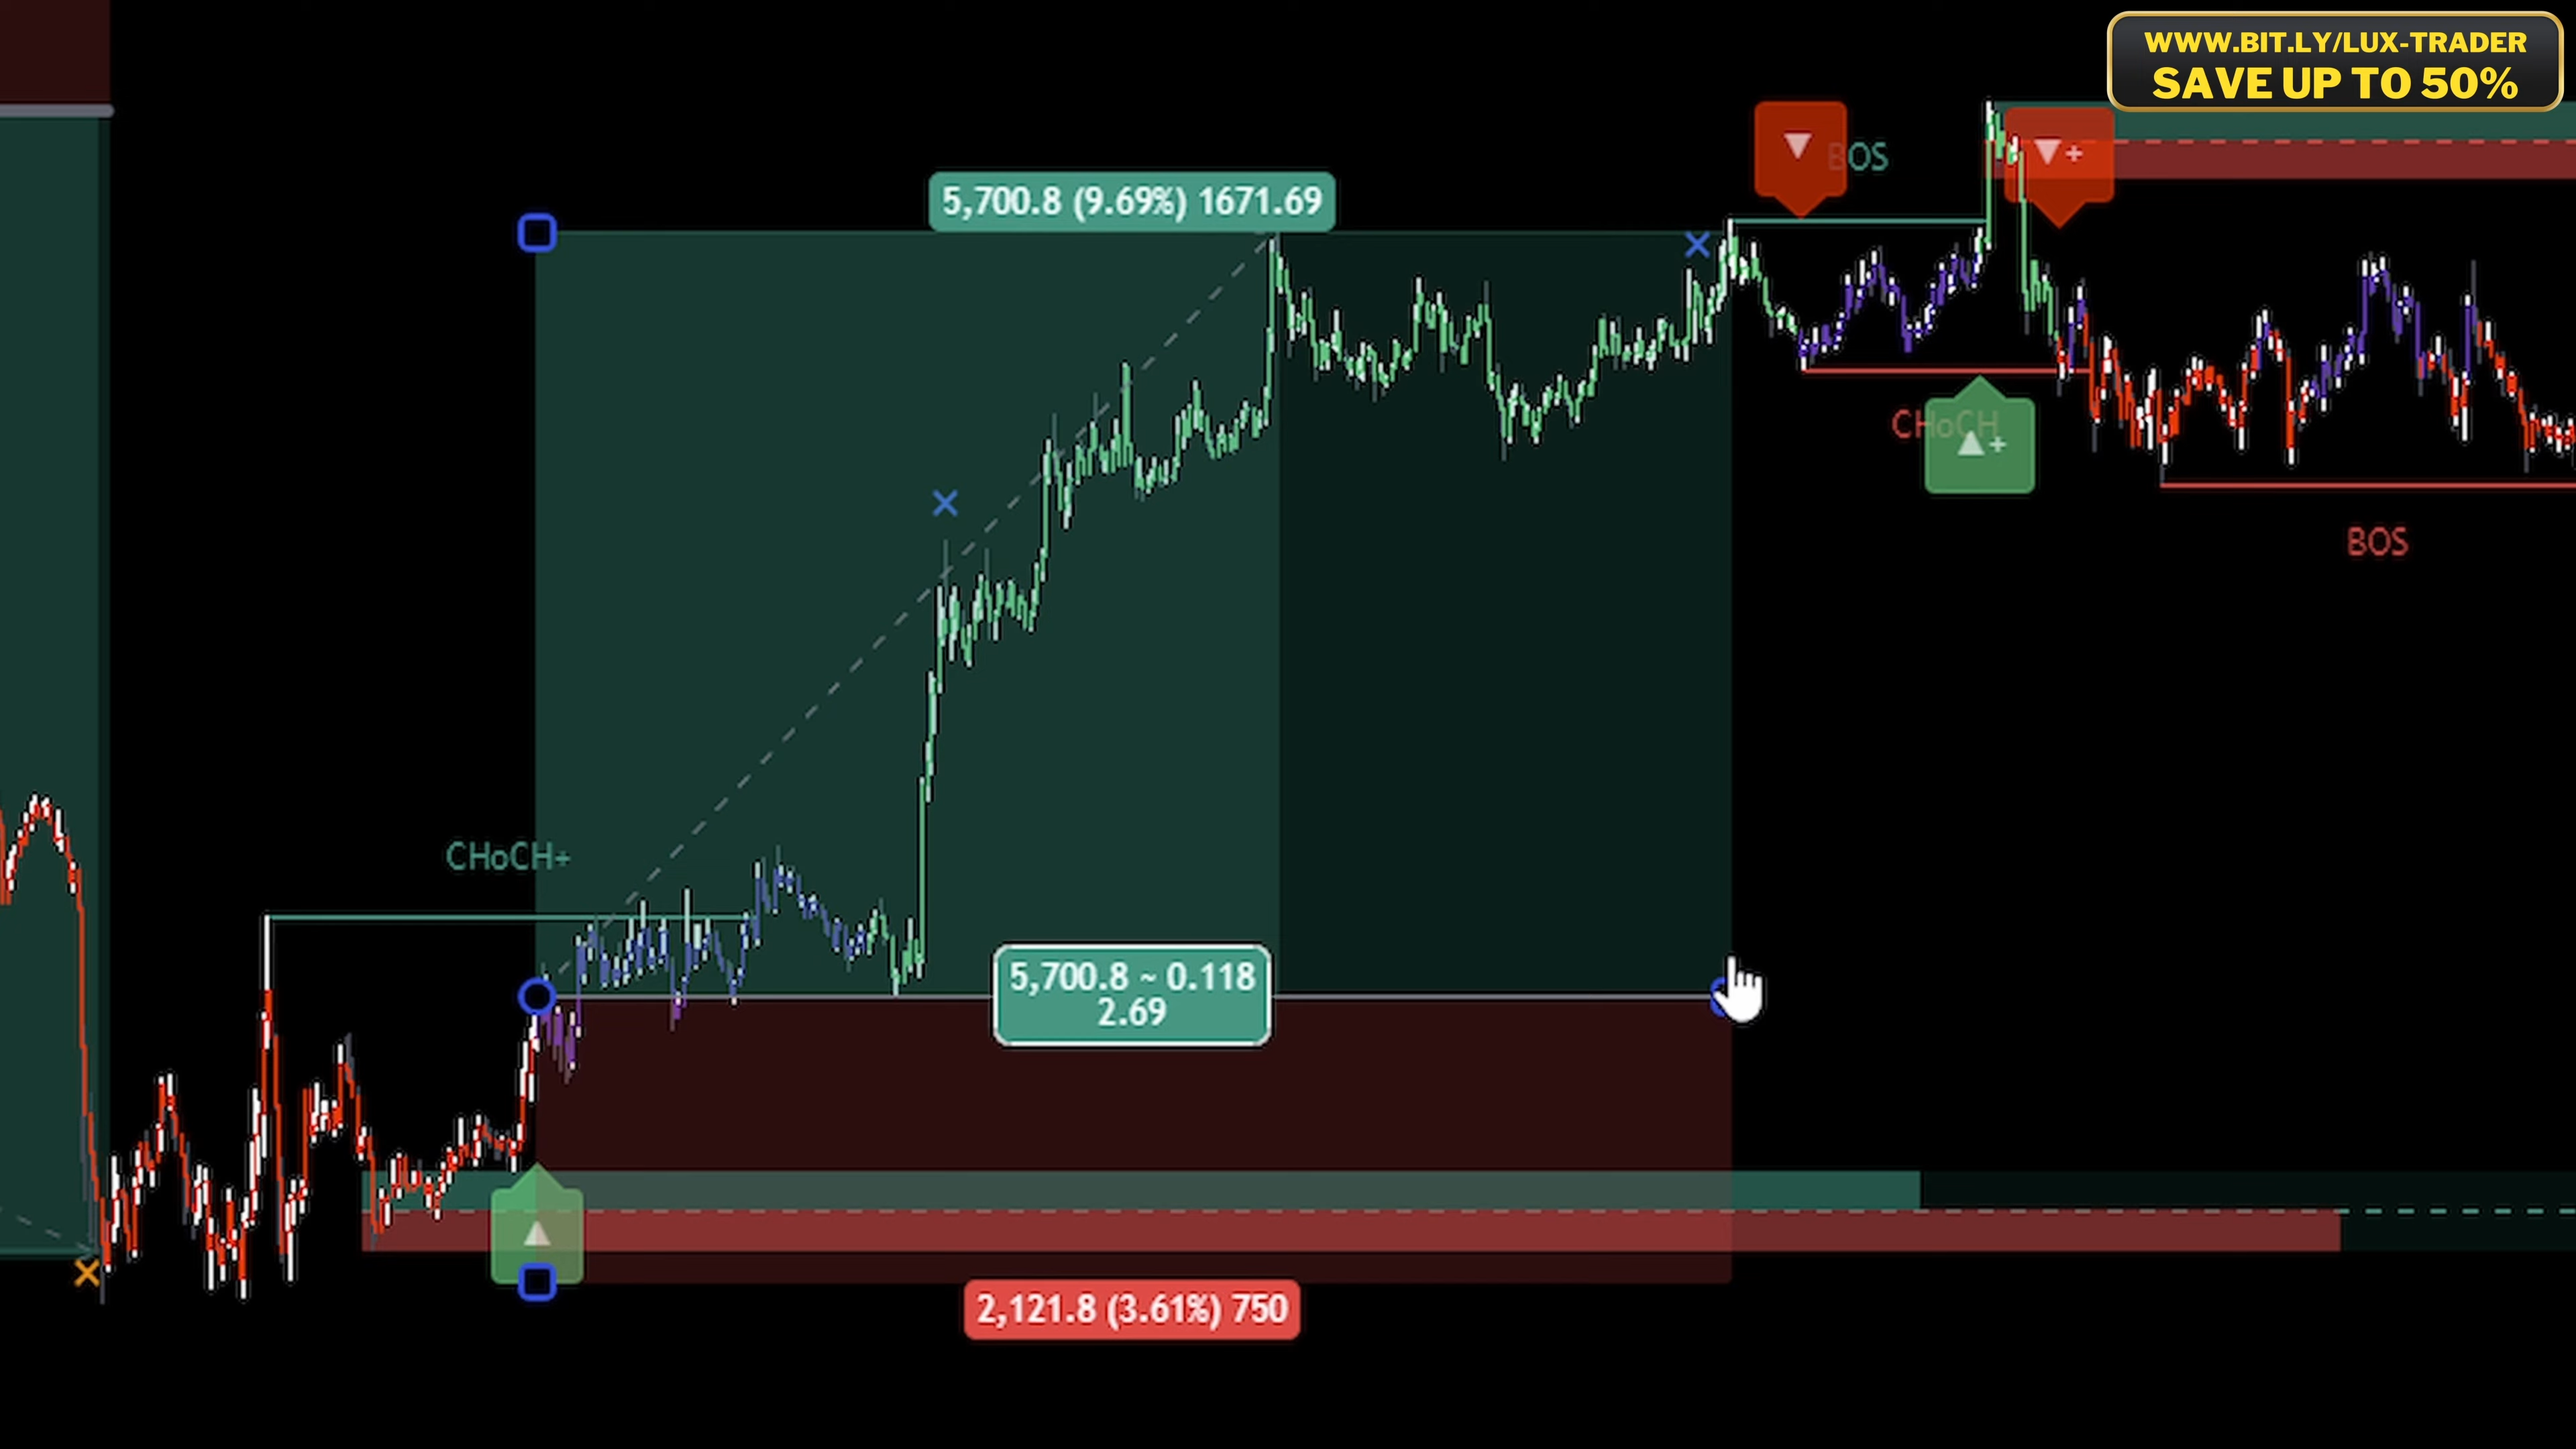 WWW.BIT.LY/LUX-TRADER
SAVE UP TO 50%
BOS
5,700.8 (9.69%) 1671.69
CHoCH
+
+
BOS
CHoCH+
5,700.8 ~ 0.118
2.69
2,121.8 (3.61%) 750